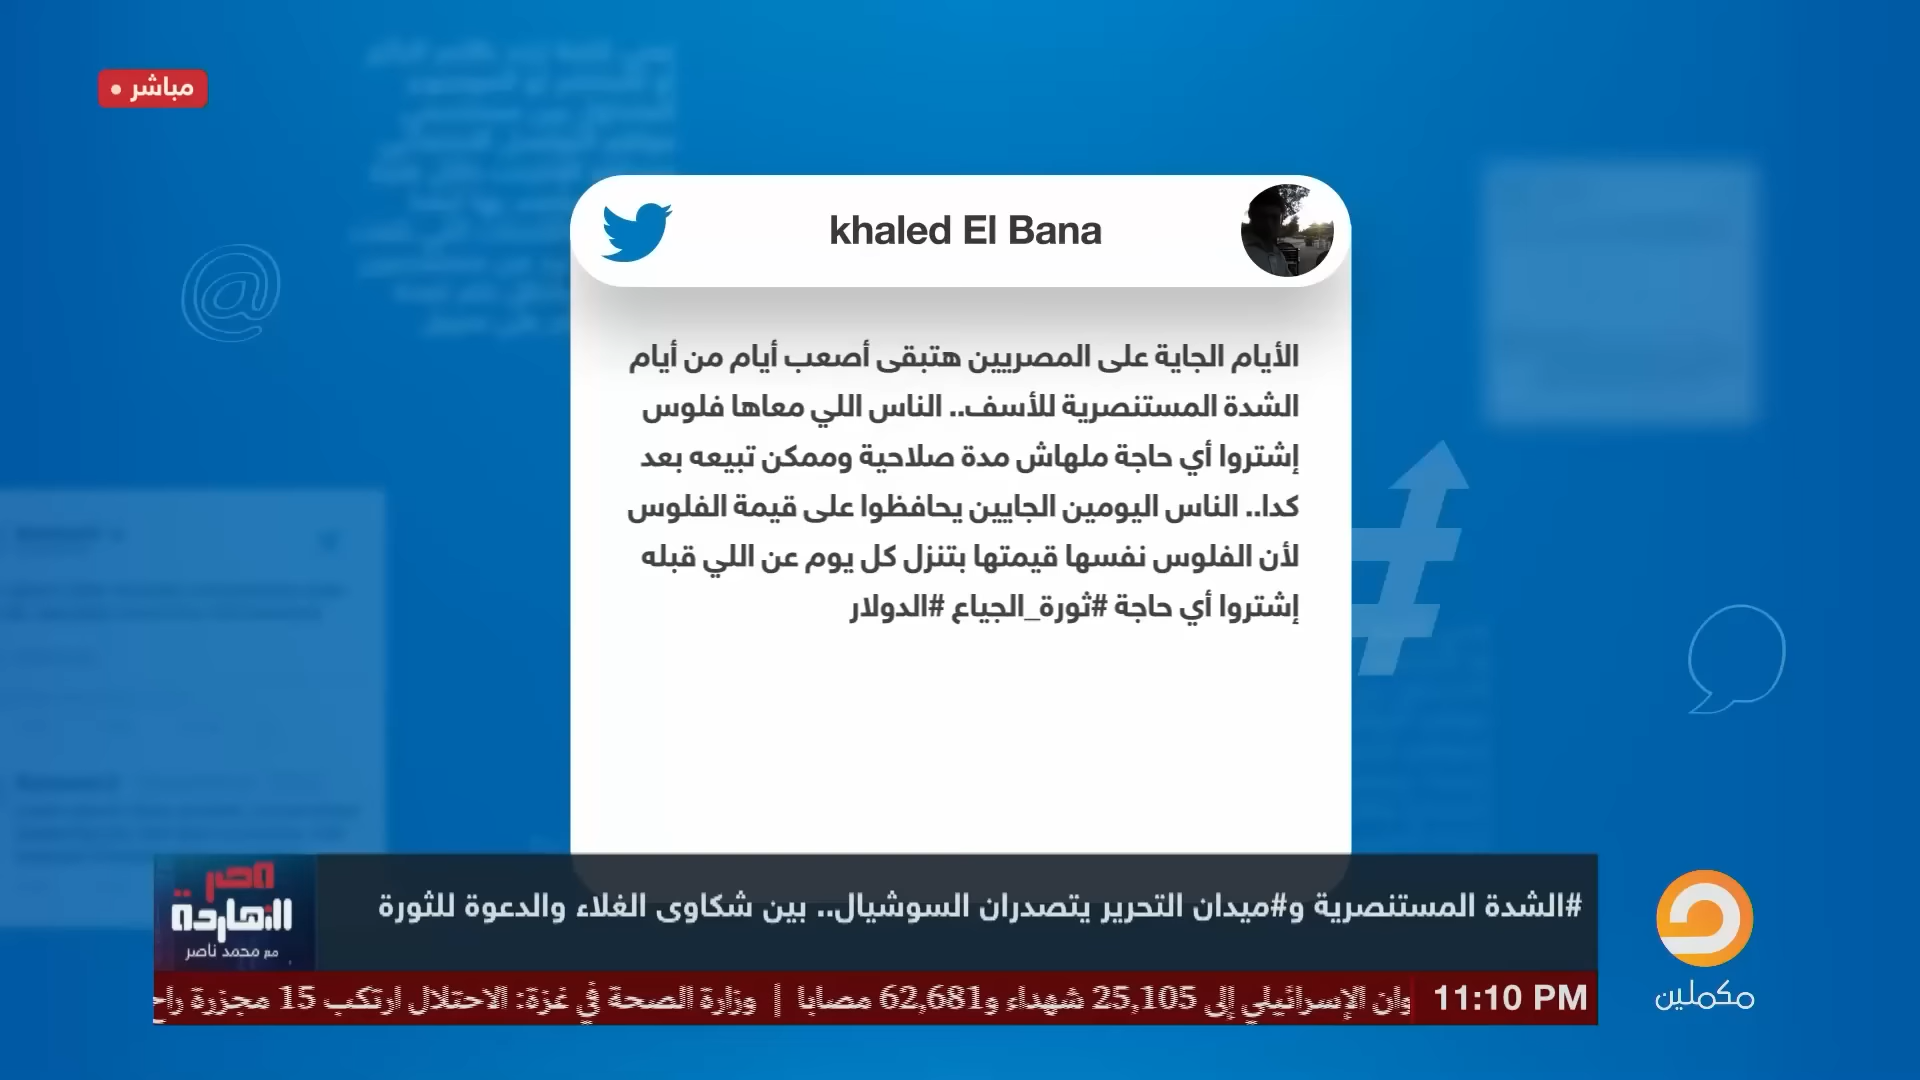 مباشر
khaled El Bana
الأيام الجاية على المصريين هتبقى أصعب أيام من أيام
الشدة المستنصرية للأسف.. الناس اللي معاها فلوس
إشتروا أي حاجة ملهاش مدة صلاحية وممكن تبيعه بعد
كدا.. الناس اليومين الجايين يحافظوا على قيمة الفلوس
لأن الفلوس نفسها قيمتها بتنزل كل يوم عن اللي قبله
إشتروا أي حاجة #ثورة_الجياع #الدولار
#الشدة المستنصرية و#ميدان التحرير يتصدران السوشيال.. بين شكاوى الغلاء والدعوة للثورة
مصر
النهاردة
مع محمد ناصر
11:10 PM
وان الإسرائيلي إلى 25,105 شهداء و62,681 مصابا | وزارة الصحة في غزة: الاحتلال ارتكب 15 مجزرة راح
مكملين